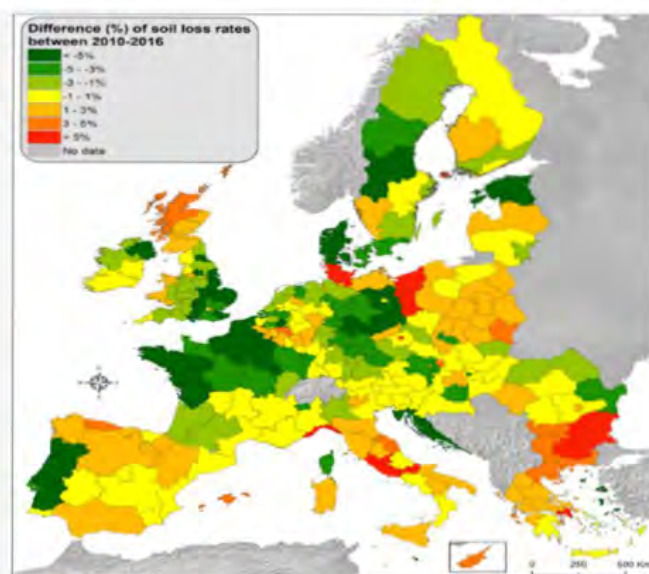 Difference (%) of soil loss rates
between 2010-2016
< -5%
-5 - -3%
-3 - -1%
-1 - 1%
1 - 3%
3 - 5%
> 5%
No data
0 250 500 Km